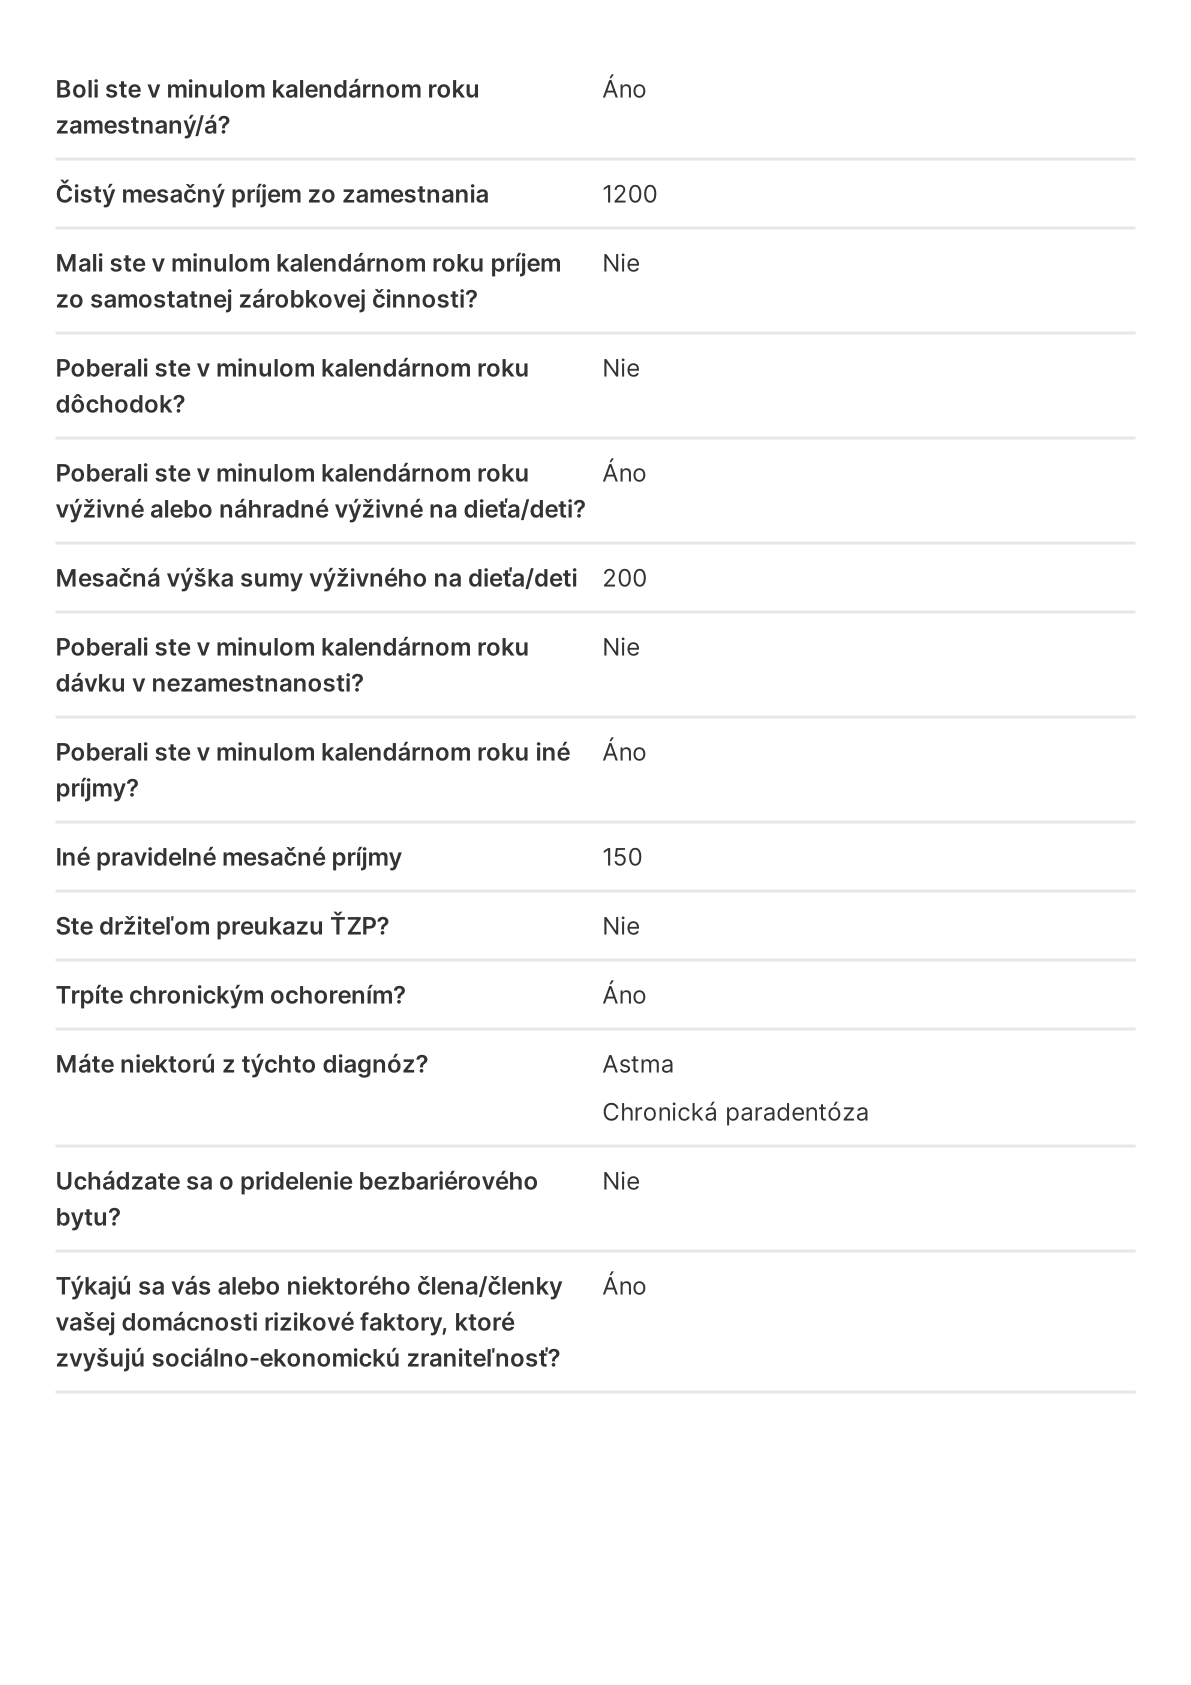 Boli ste v minulom kalendárnom roku Áno
zamestnaný/á?
Čistý mesačný príjem zo zamestnania 1200
Mali ste v minulom kalendárnom roku príjem Nie
zo samostatnej zárobkovej činnosti?
Poberali ste v minulom kalendárnom roku Nie
dôchodok?
Poberali ste v minulom kalendárnom roku Áno
výživné alebo náhradné výživné na dieťa/deti?
Mesačná výška sumy výživného na dieťa/deti 200
Poberali ste v minulom kalendárnom roku Nie
dávku v nezamestnanosti?
Poberali ste v minulom kalendárnom roku iné Áno
príjmy?
Iné pravidelné mesačné príjmy 150
Ste držiteľom preukazu ŤZP? Nie
Trpíte chronickým ochorením? Áno
Máte niektorú z týchto diagnóz? Astma
Chronická paradentóza
Uchádzate sa o pridelenie bezbariérového Nie
bytu?
Týkajú sa vás alebo niektorého člena/členky Áno
vašej domácnosti rizikové faktory, ktoré
zvyšujú sociálno-ekonomickú zraniteľnosť?